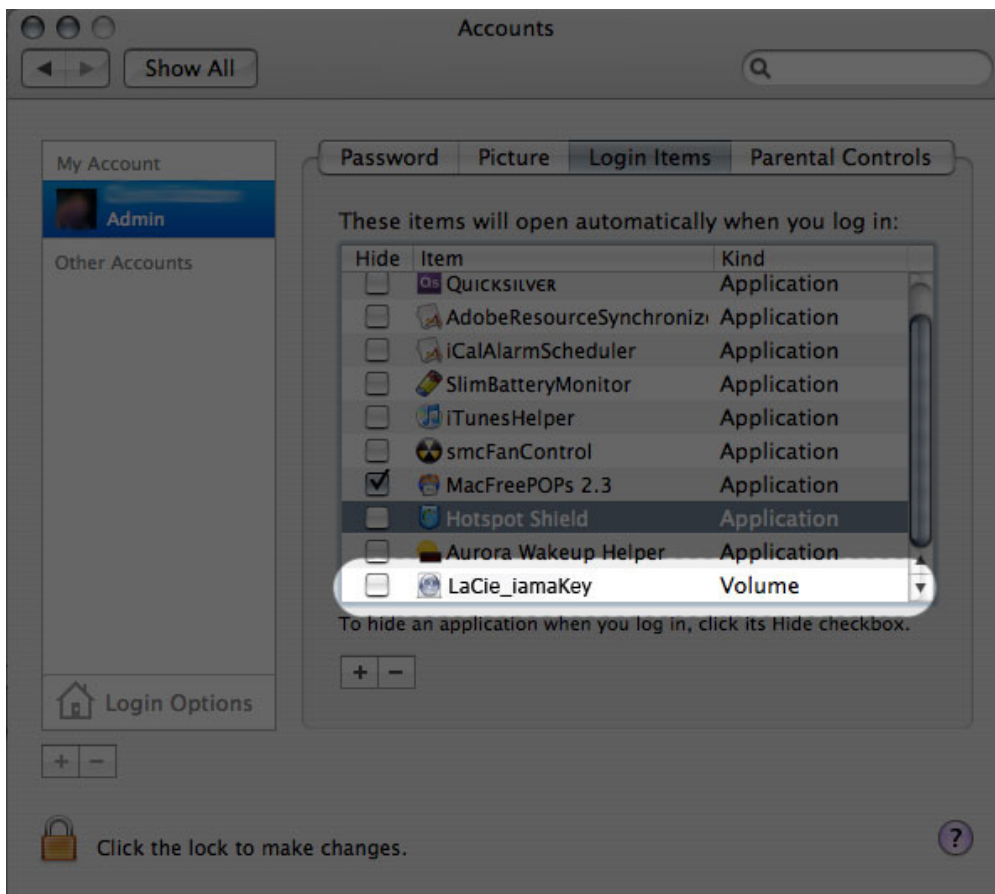 Accounts
Show All
My Account
Admin
Other Accounts
Login Options
Password Picture Login Items Parental Controls
These items will open automatically when you log in:
Hide Item Kind
Qs QUICKSILVER Application
AdobeResourceSynchroniz Application
iCalAlarmScheduler Application
SlimBatteryMonitor Application
iTunesHelper Application
smcFanControl Application
MacFreePOPs 2.3 Application
Hotspot Shield Application
Aurora Wakeup Helper Application
LaCie_iamaKey Volume
To hide an application when you log in, click its Hide checkbox.
+ −
+ −
Click the lock to make changes.
?